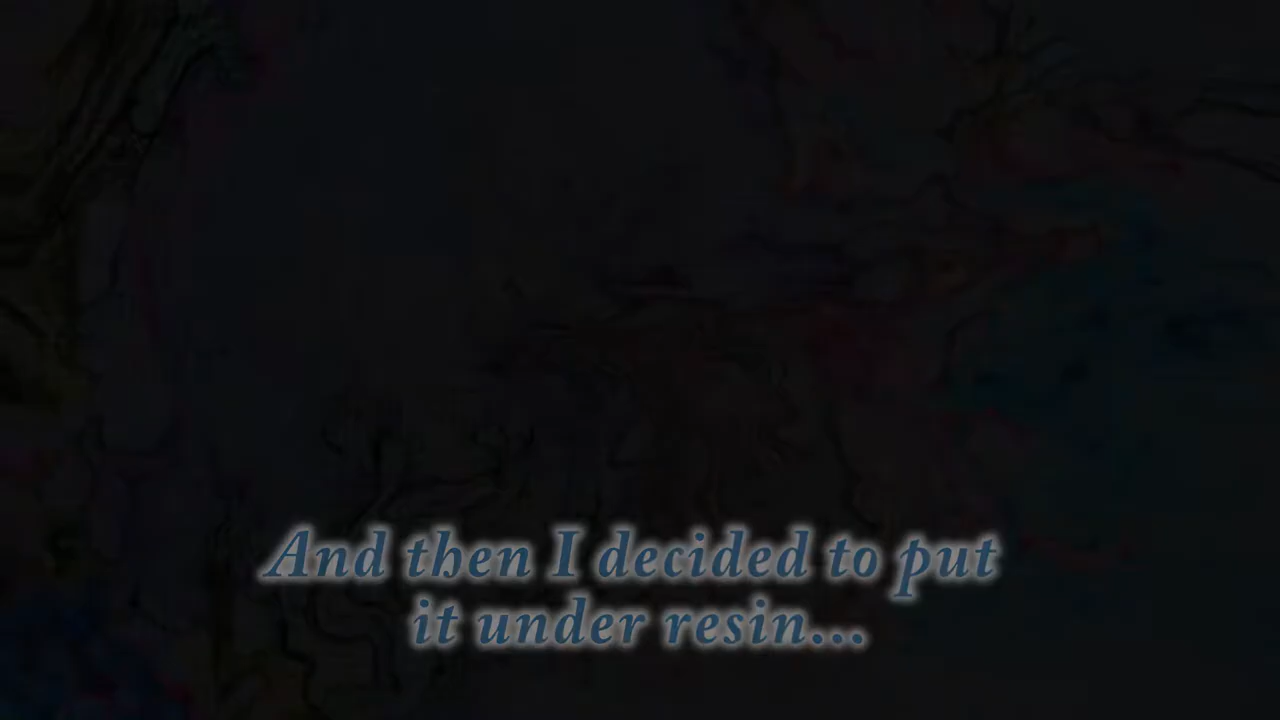 And then I decided to put
it under resin...